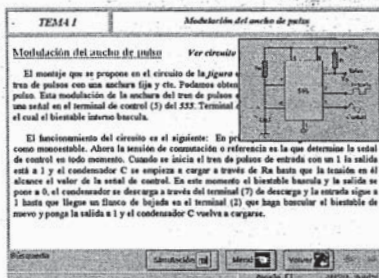 TEMA 1
Modulación del ancho de pulso
Modulación del ancho de pulso Ver circuito
El montaje que se propone en el circuito de la figura
tren de pulsos con una anchura fija y cte. Podemos obten
pulso. Esta modulación de la anchura del tren de pulsos
una señal en el terminal de control (5) del 555. Terminal
el cual el biestable interno bascula.
El funcionamiento del circuito es el siguiente: En pri
como monostable. Ahora la tensión de conmutación o referencia es la que determina la señal
de control en todo momento. Cuando se inicia el tren de pulsos de entrada con un 1 la salida
está a 1 y el condensador C se empieza a cargar a través de Ra hasta que la tensión en él
alcance el valor de la señal de control. En este momento el biestable bascula y la salida se
pone a 0, el condensador se descarga a través del terminal (7) de descarga y la entrada sigue a
1 hasta que llegue un flanco de bajada en el terminal (2) que haga bascular el biestable de
nuevo y ponga la salida a 1 y el condensador C vuelva a cargarse.
555
Búsqueda
Simulación
Menú
Volver